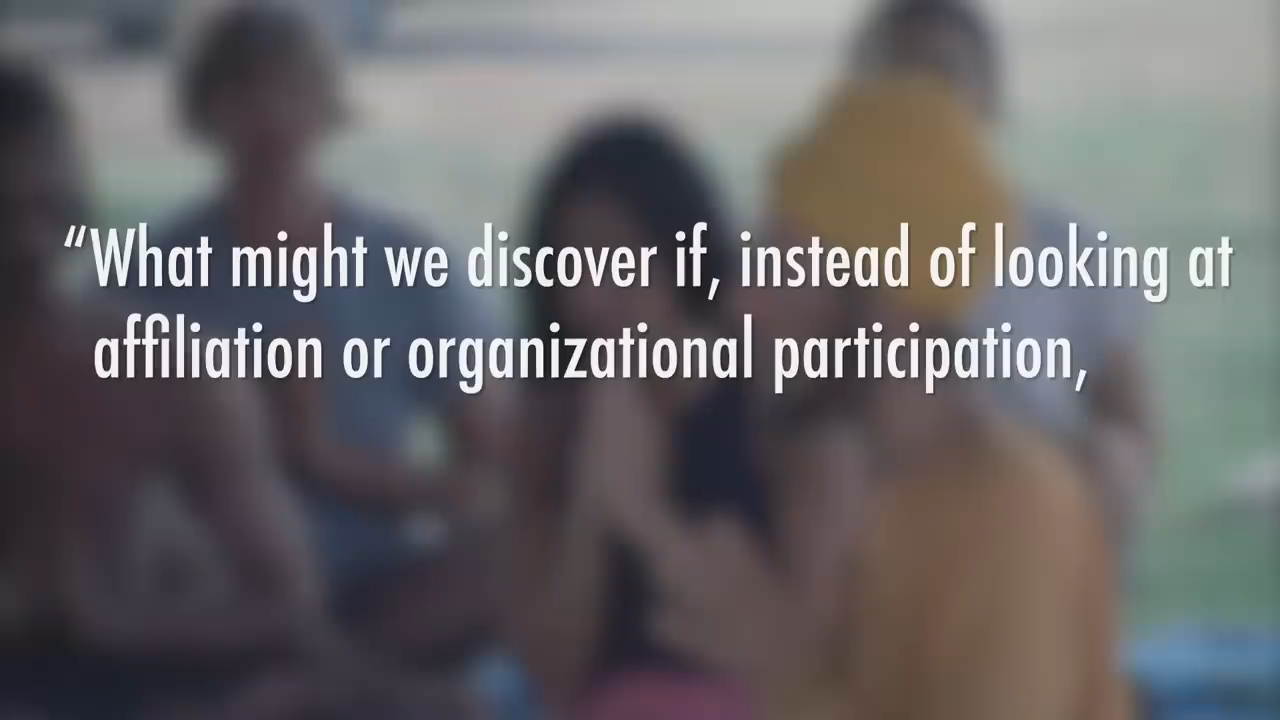 “What might we discover if, instead of looking at
affiliation or organizational participation,